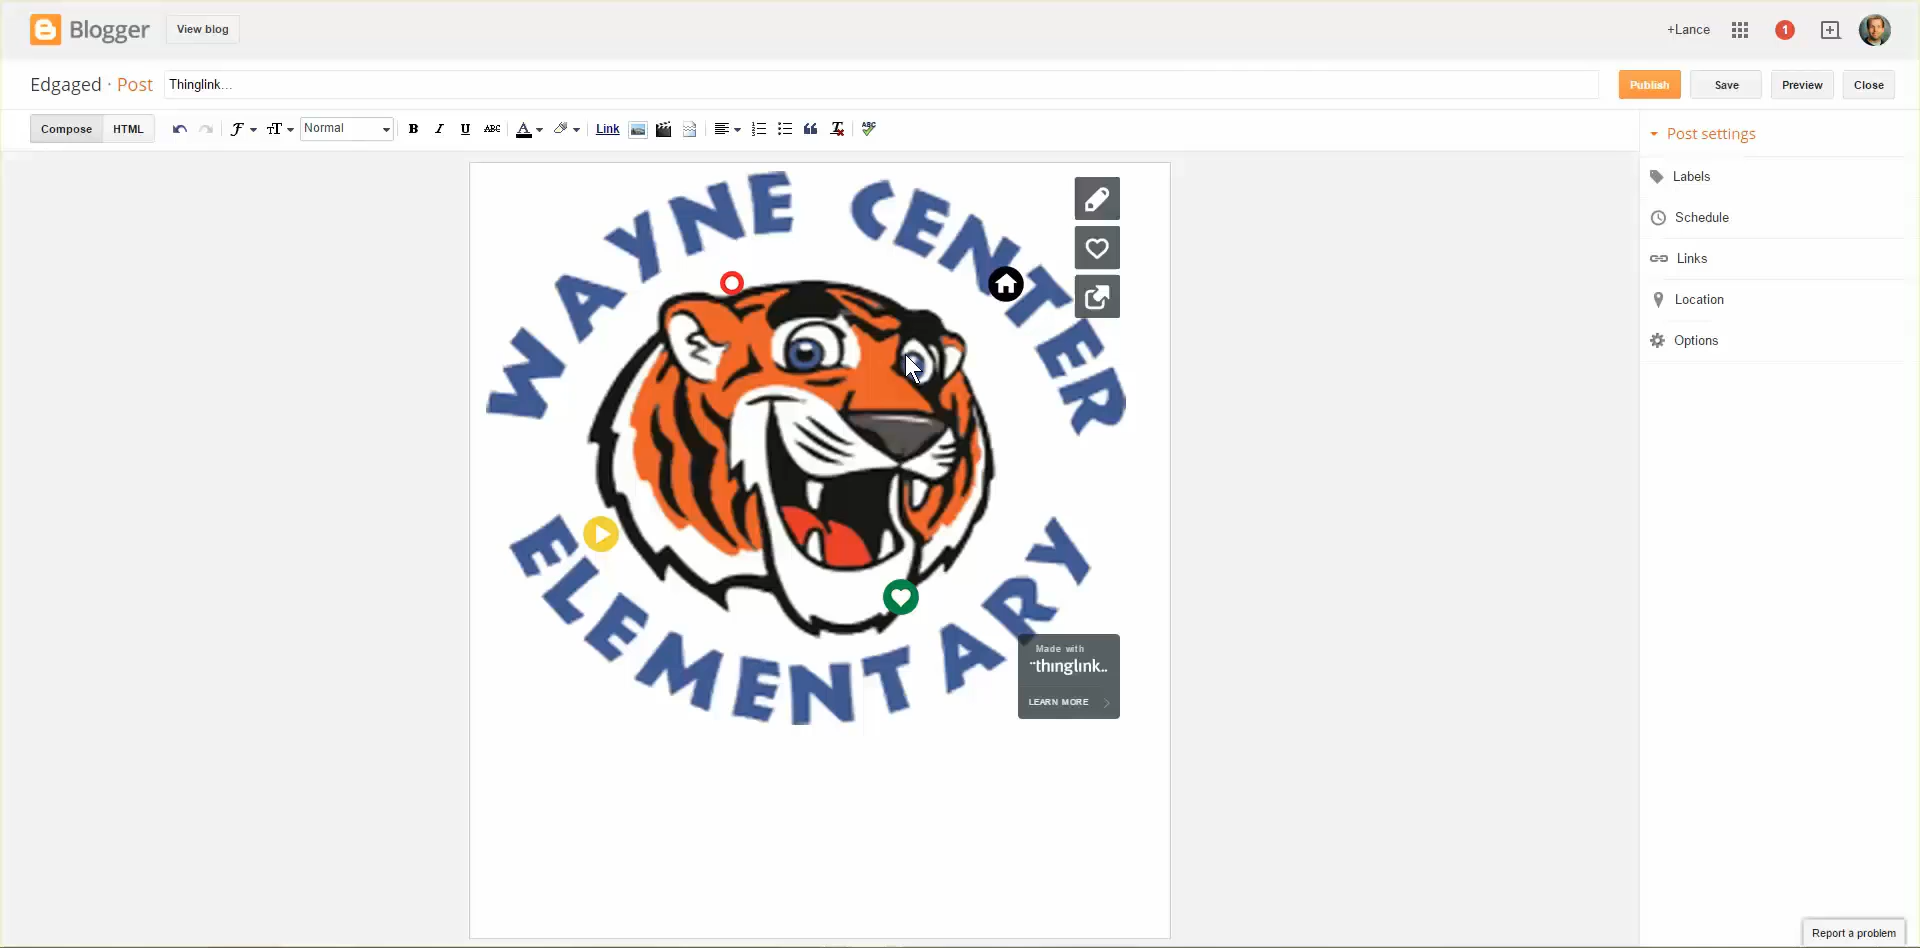 Blogger View blog +Lance 1
Edgaged · Post Thinglink... Publish Save Preview Close
Compose HTML Normal B I U ABC A Link ABC
Post settings
Labels
Schedule
Links
Location
Options
WAYNE CENTER
ELEMENTARY
Made with
thinglink..
LEARN MORE
Report a problem